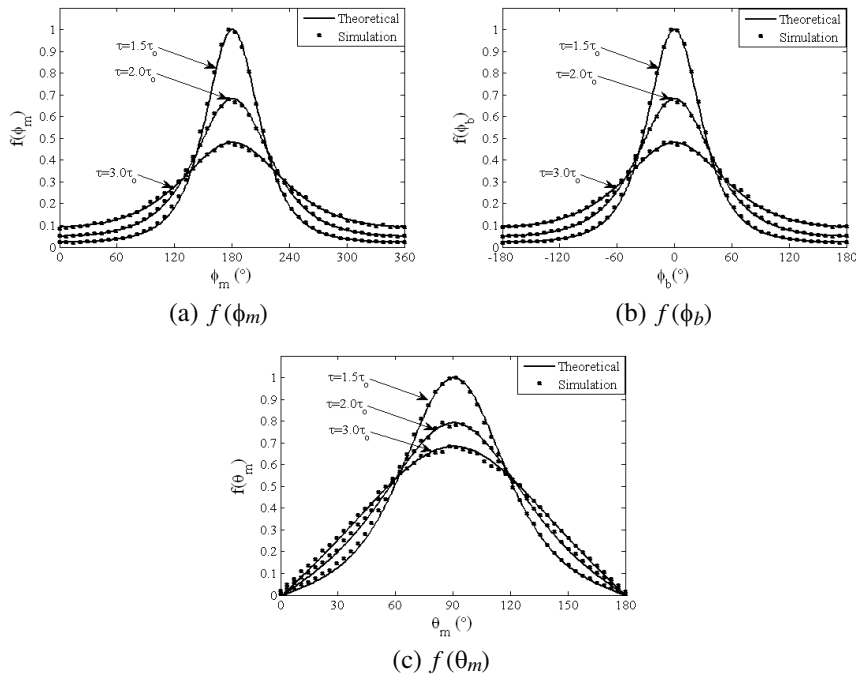 Theoretical
Simulation
1
0.9
0.8
0.7
0.6
0.5
0.4
0.3
0.2
0.1
0
f(ϕm)
τ=1.5τo
τ=2.0τo
τ=3.0τo
0 120 180 240 360
ϕm (°)
(a) f(ϕm)
Theoretical
Simulation
1
0.9
0.8
0.7
0.6
0.5
0.4
0.3
0.2
0.1
0
f(ϕb)
τ=1.5τo
τ=2.0τo
τ=3.0τo
-180 -120 -60 0 60 120 180
ϕb(°)
(b) f(ϕb)
Theoretical
Simulation
1
0.9
0.8
0.7
0.6
0.5
0.4
0.3
0.2
0.1
0
f(θm)
τ=1.5τo
τ=2.0τo
τ=3.0τo
0 30 60 90 120 150 180
θm (°)
(c) f(θm)